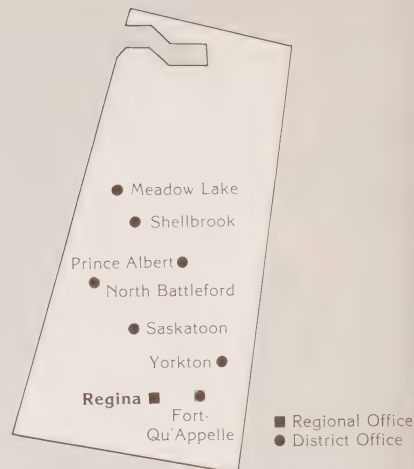 Meadow Lake
Shellbrook
Prince Albert
North Battleford
Saskatoon
Yorkton
Regina
Fort-
Qu'Appelle
Regional Office
District Office